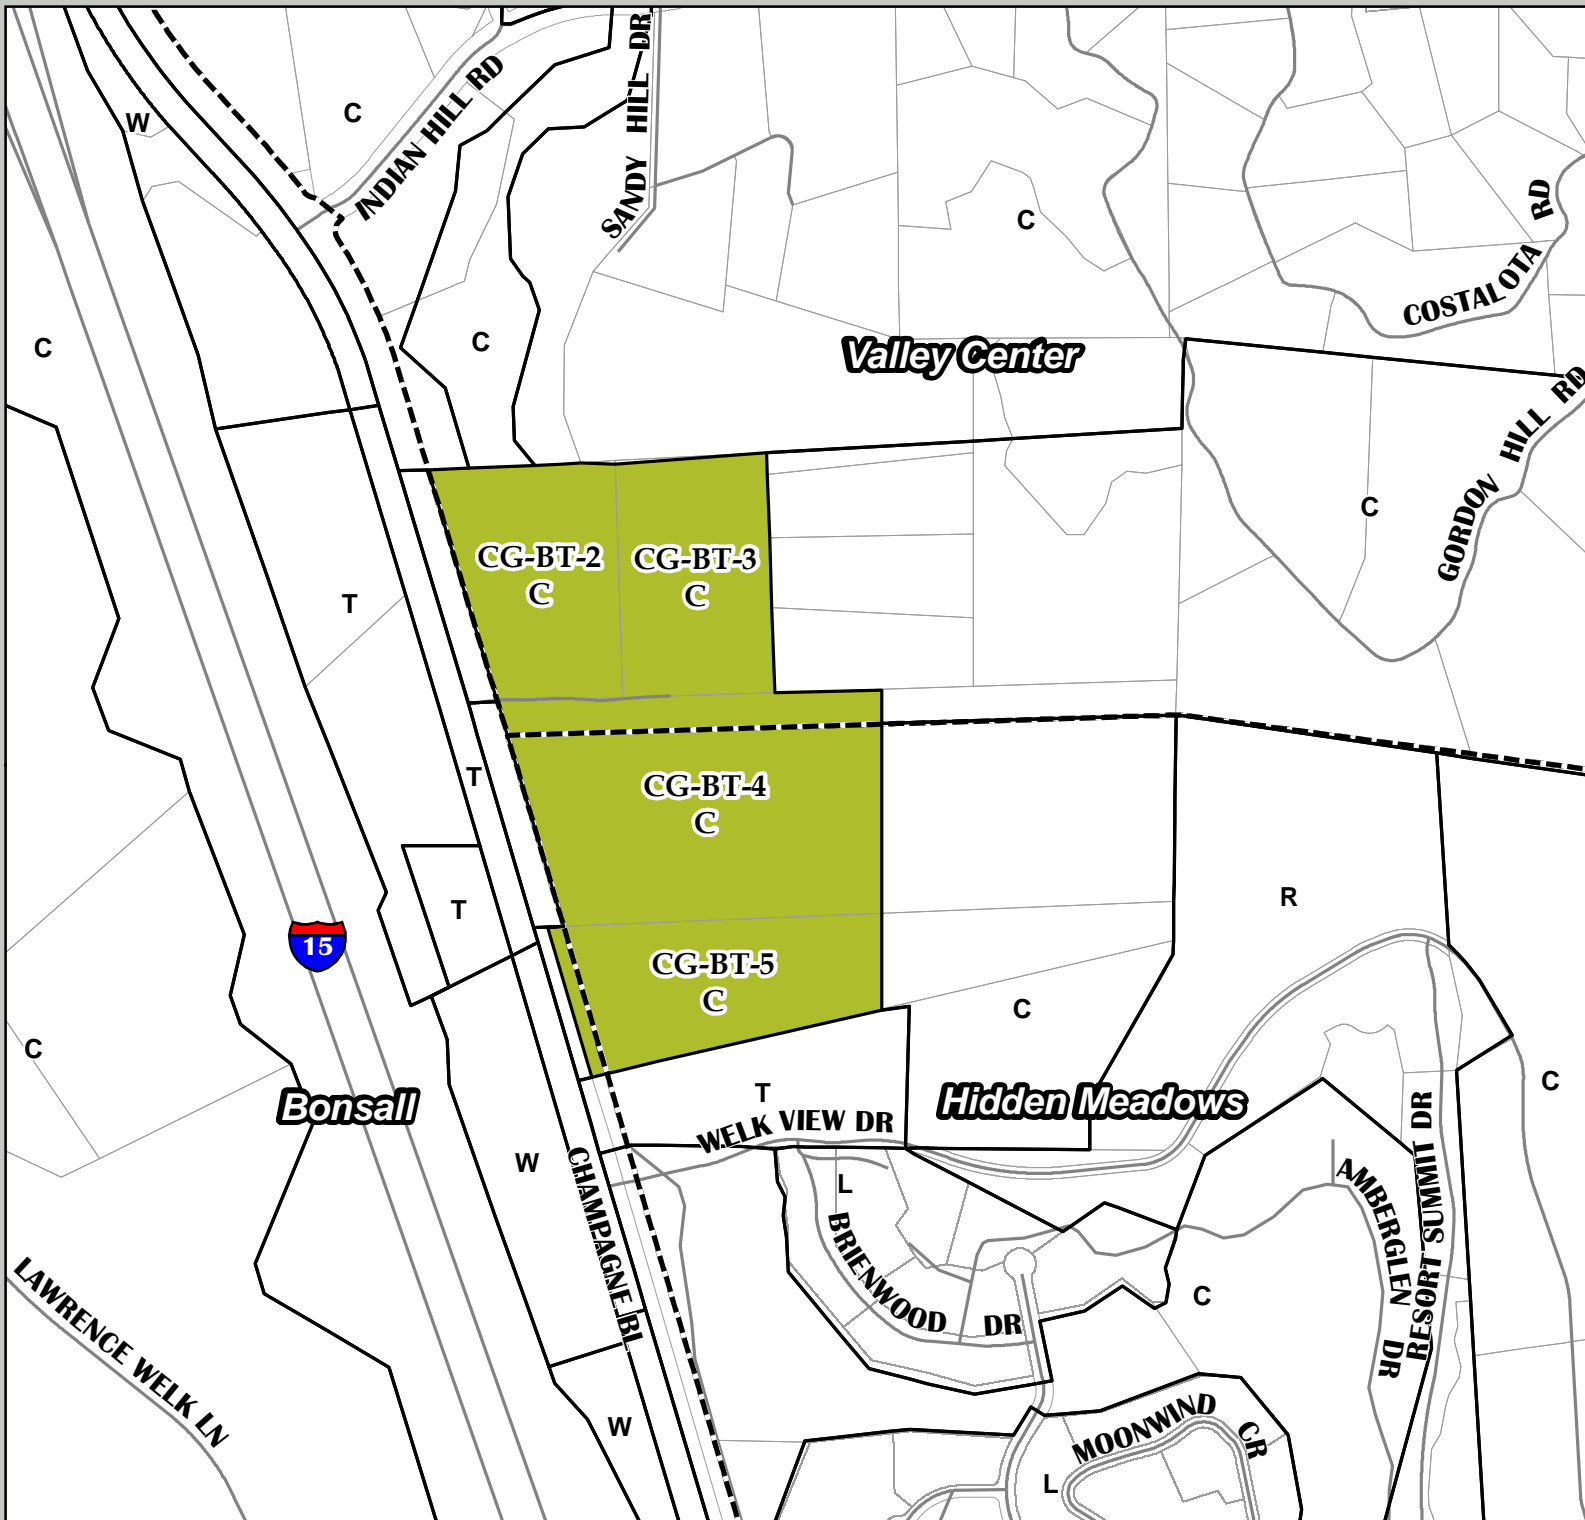 INDIAN HILL RD
SANDY HILL DR
W
C
C
COSTALOTA RD
C
C
Valley Center
GORDON HILL RD
C
CG-BT-2
C
CG-BT-3
C
T
T
CG-BT-4
C
T
R
15
CG-BT-5
C
C
C
C
T
Bonsall
Hidden Meadows
WELK VIEW DR
W
L
CHAMPAGNE BL
BRIENWOOD DR
AMBERGLEN DR
RESORT SUMMIT DR
C
LAWRENCE WELK LN
W
MOONWIND CR
L